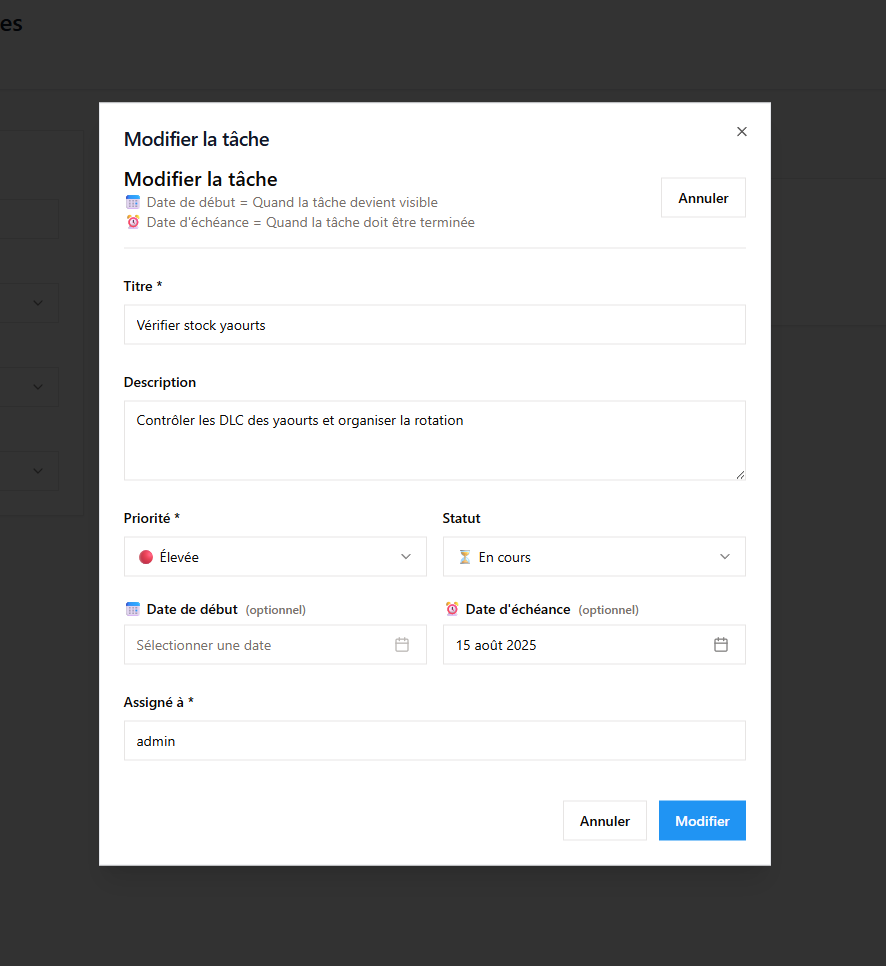 es
Modifier la tâche
Modifier la tâche
Date de début = Quand la tâche devient visible
Date d'échéance = Quand la tâche doit être terminée
Annuler
Titre *
Vérifier stock yaourts
Description
Contrôler les DLC des yaourts et organiser la rotation
Priorité * Statut
Élevée En cours
Date de début (optionnel) Date d'échéance (optionnel)
Sélectionner une date 15 août 2025
Assigné à *
admin
Annuler Modifier